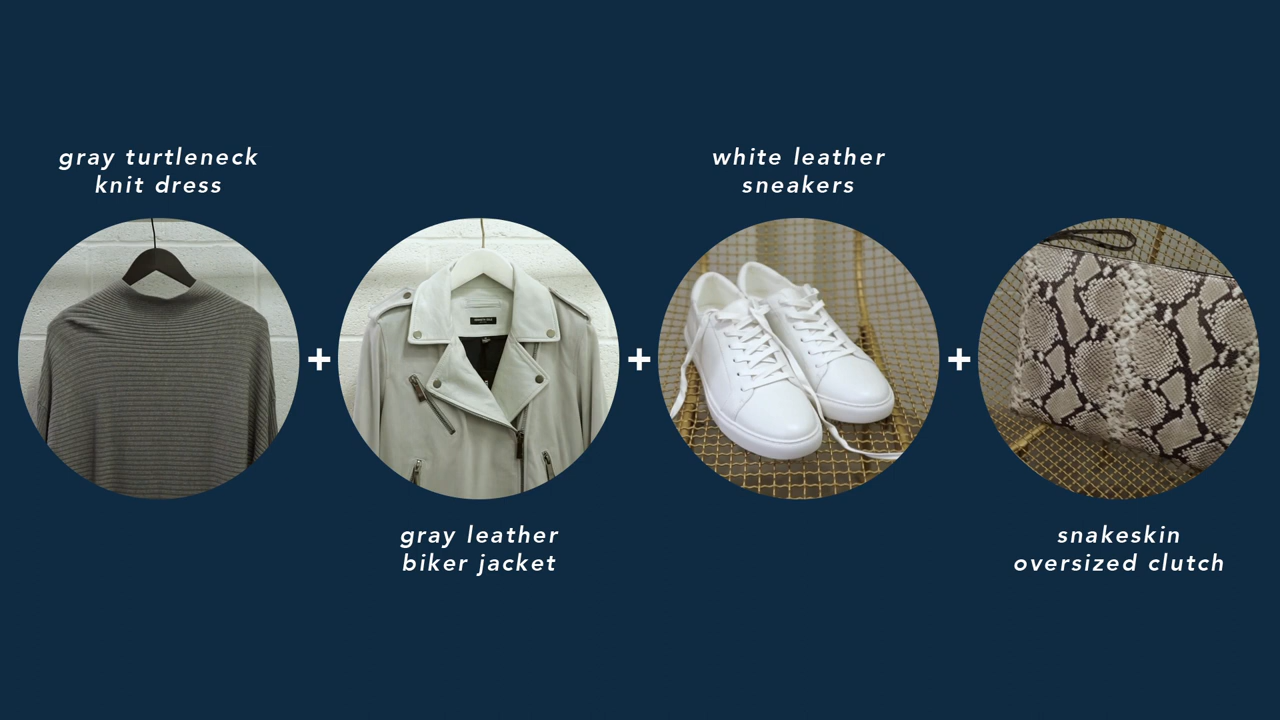 gray turtleneck
knit dress
+
gray leather
biker jacket
+
white leather
sneakers
+
snakeskin
oversized clutch